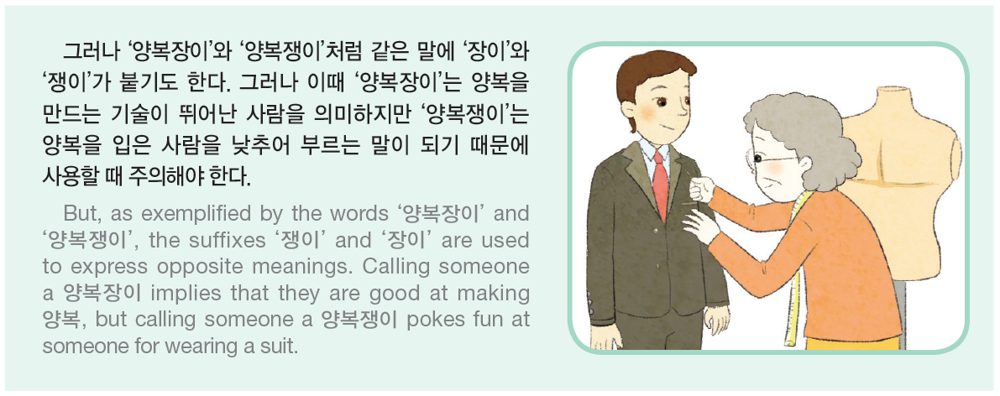 그러나 ‘양복장이’와 ‘양복쟁이’처럼 같은 말에 ‘장이’와
‘쟁이’가 붙기도 한다. 그러나 이때 ‘양복장이’는 양복을
만드는 기술이 뛰어난 사람을 의미하지만 ‘양복쟁이’는
양복을 입은 사람을 낮추어 부르는 말이 되기 때문에
사용할 때 주의해야 한다.
But, as exemplified by the words ‘양복장이’ and
‘양복쟁이’, the suffixes ‘쟁이’ and ‘장이’ are used
to express opposite meanings. Calling someone
a 양복장이 implies that they are good at making
양복, but calling someone a 양복쟁이 pokes fun at
someone for wearing a suit.